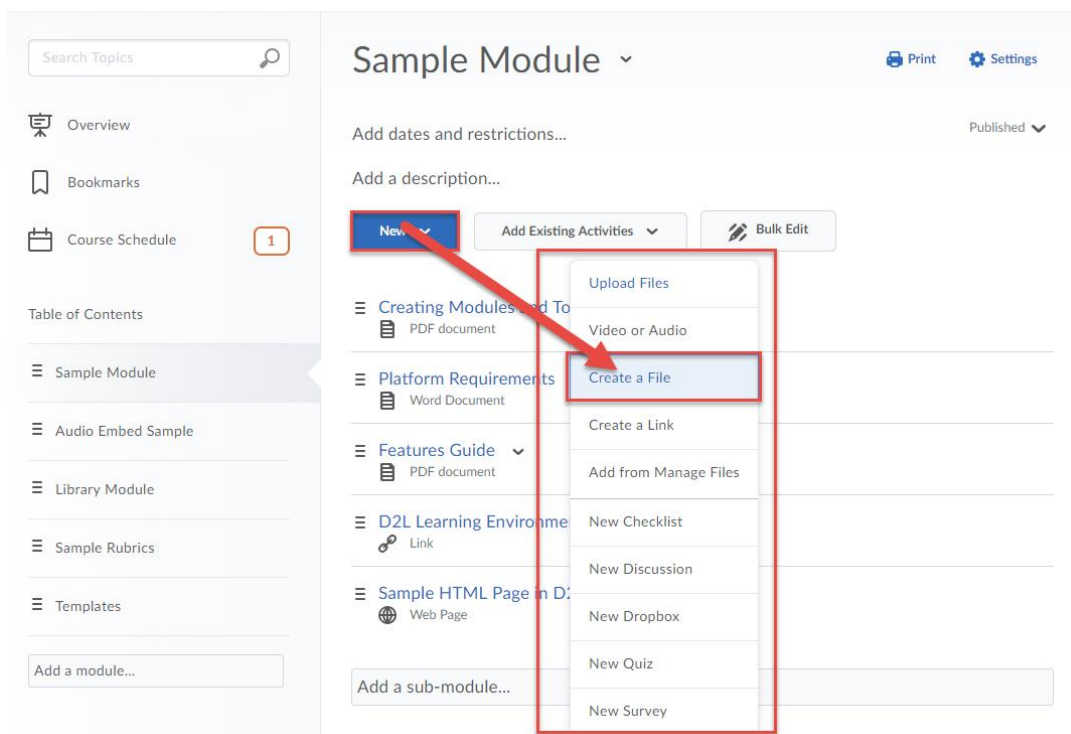 Search Topics
Overview
Bookmarks
Course Schedule
1
Table of Contents
Sample Module
Audio Embed Sample
Library Module
Sample Rubrics
Templates
Add a module...
Sample Module
Print
Settings
Add dates and restrictions...
Published
Add a description...
New
Add Existing Activities
Bulk Edit
Creating Modules and To
PDF document
Platform Requirements
Word Document
Features Guide
PDF document
D2L Learning Environme
Link
Sample HTML Page in D2
Web Page
Add a sub-module...
Upload Files
Video or Audio
Create a File
Create a Link
Add from Manage Files
New Checklist
New Discussion
New Dropbox
New Quiz
New Survey